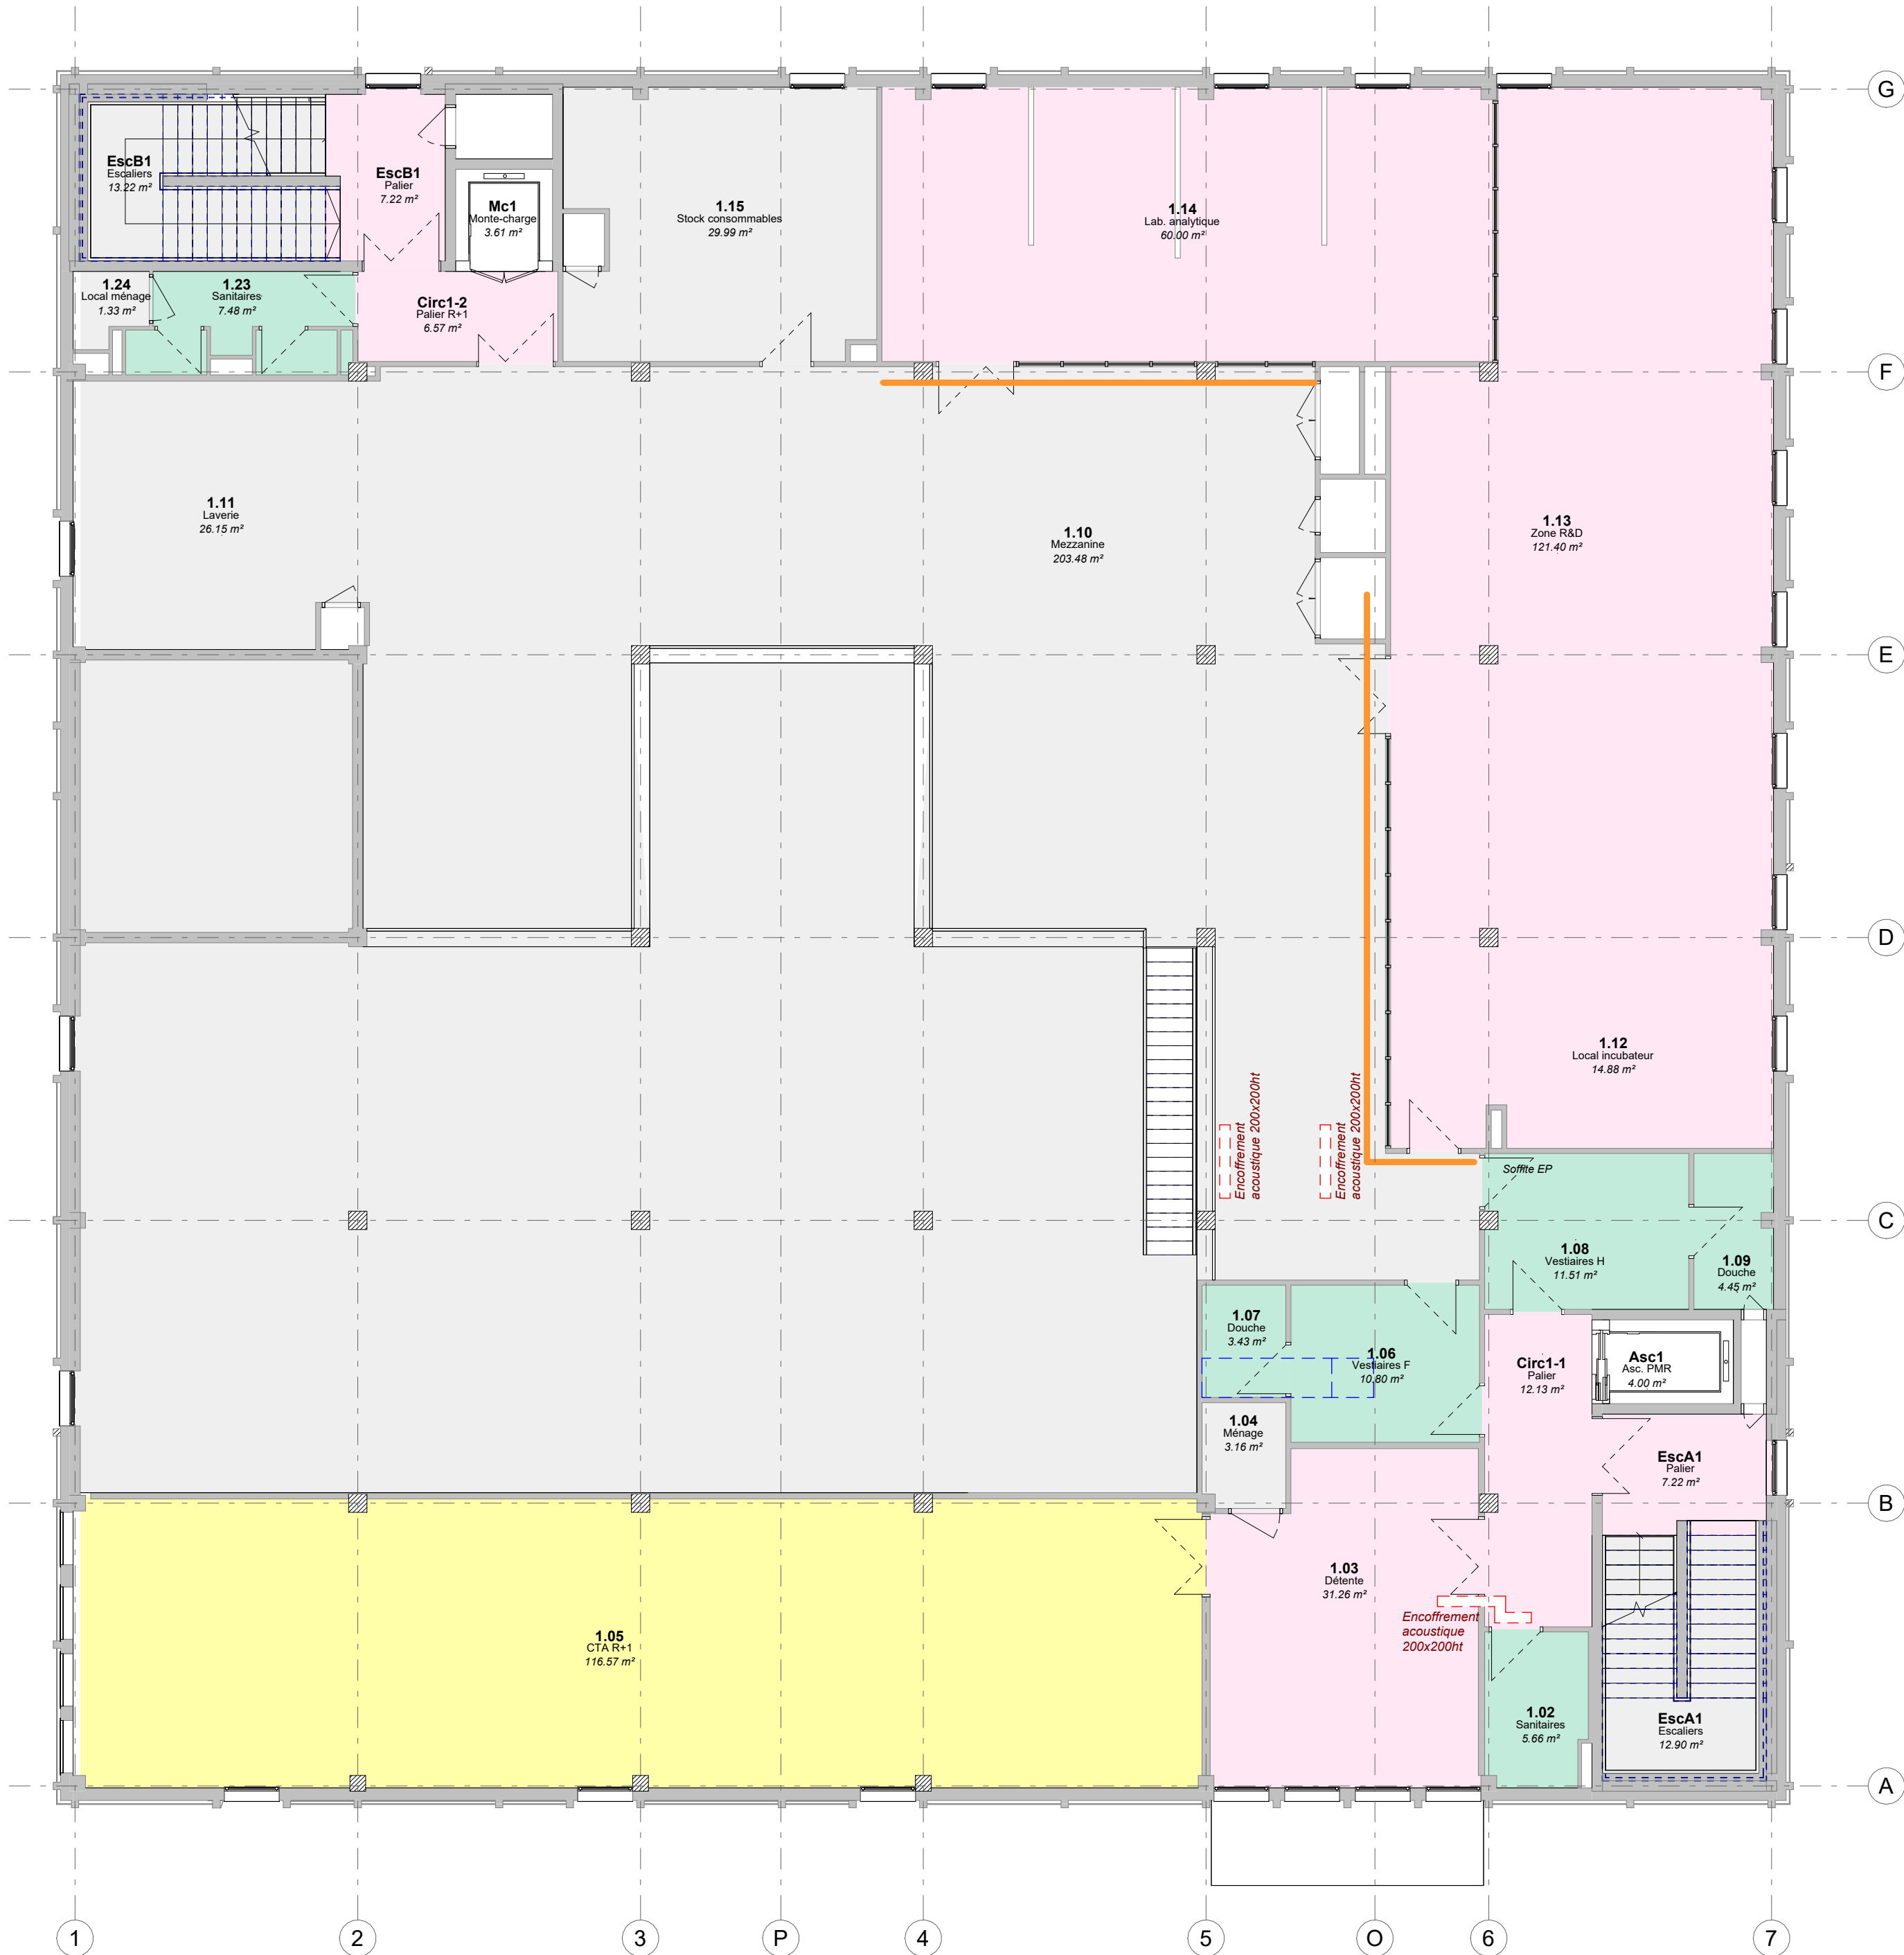 G
EscB1
Escaliers
13.22 m²
EscB1
Palier
7.22 m²
Mc1
Monte-charge
3.61 m²
1.15
Stock consommables
29.99 m²
1.14
Lab. analytique
60.00 m²
1.24
Local ménage
1.33 m²
1.23
Sanitaires
7.48 m²
Circ1-2
Palier R+1
6.57 m²
F
1.11
Laverie
26.15 m²
1.10
Mezzanine
203.48 m²
1.13
Zone R&D
121.40 m²
E
D
1.12
Local incubateur
14.88 m²
Encoffrement
acoustique 200x200ht
Encoffrement
acoustique 200x200ht
Soffite EP
C
1.08
Vestiaires H
11.51 m²
1.09
Douche
4.45 m²
1.07
Douche
3.43 m²
1.06
Vestiaires F
10.80 m²
Circ1-1
Palier
12.13 m²
Asc1
Asc. PMR
4.00 m²
1.04
Ménage
3.16 m²
EscA1
Palier
7.22 m²
B
1.03
Détente
31.26 m²
Encoffrement
acoustique
200x200ht
1.05
CTA R+1
116.57 m²
1.02
Sanitaires
5.66 m²
EscA1
Escaliers
12.90 m²
A
1
2
3
P
4
5
O
6
7